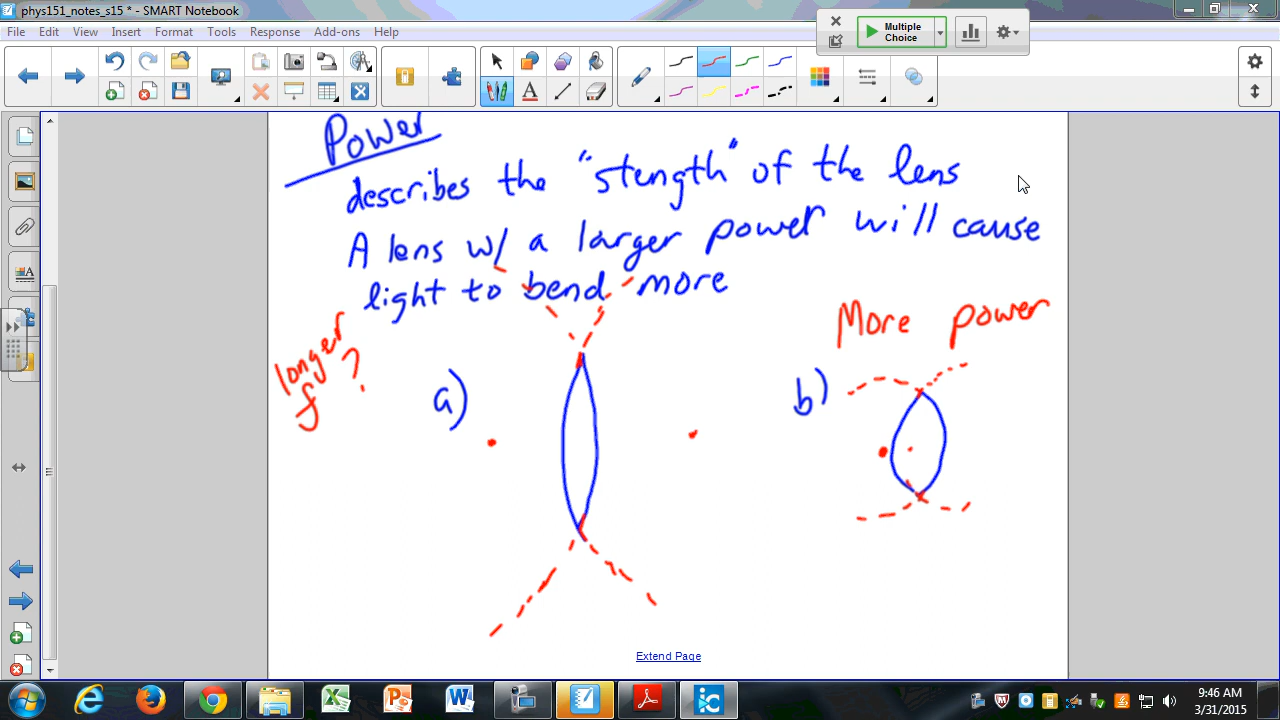 phys151_notes_s15 * - SMART Notebook
File Edit View Insert Format Tools Response Add-ons Help
Multiple
Choice
Power
describes the "stength" of the lens
A lens w/ a larger power will cause
light to bend more
longer
f ?
a)
More power
b)
Extend Page
9:46 AM
3/31/2015